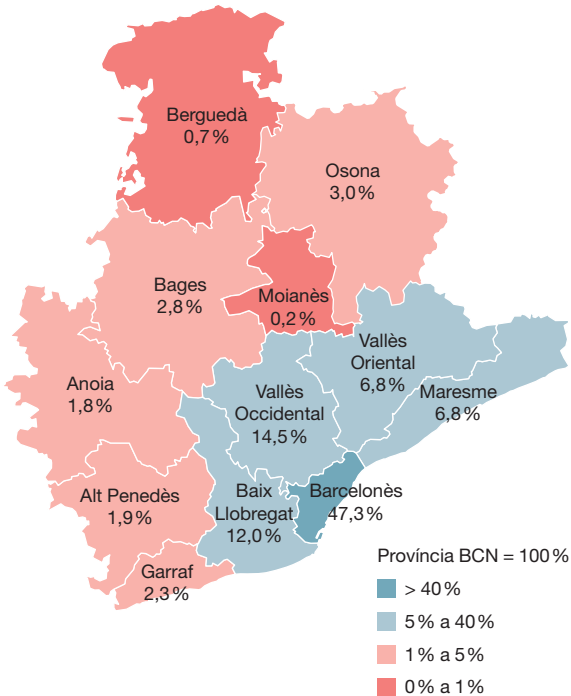 Berguedà
0,7%
Osona
3,0%
Bages
2,8%
Moianès
0,2%
Vallès
Oriental
6,8%
Maresme
6,8%
Anoia
1,8%
Vallès
Occidental
14,5%
Alt Penedès
1,9%
Baix
Llobregat
12,0%
Barcelonès
47,3%
Garraf
2,3%
Província BCN = 100%
> 40%
5% a 40%
1% a 5%
0% a 1%